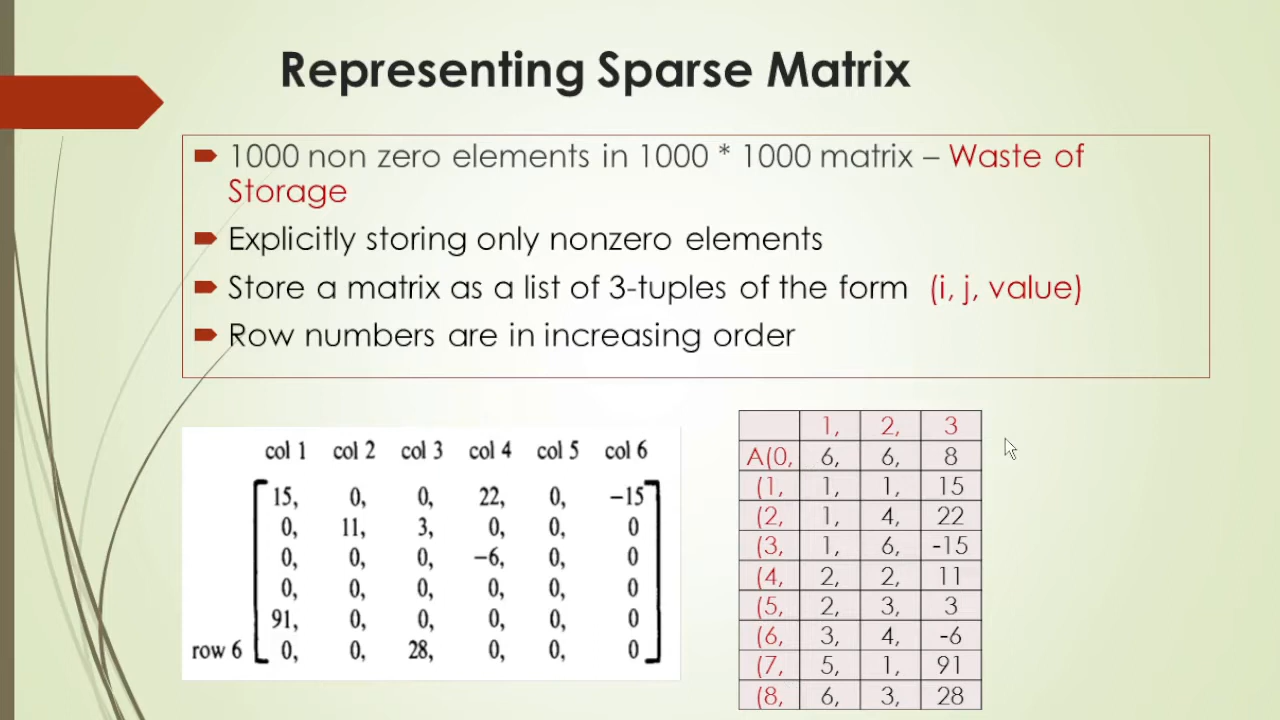 Representing Sparse Matrix
1000 non zero elements in 1000 * 1000 matrix – Waste of
Storage
Explicitly storing only nonzero elements
Store a matrix as a list of 3-tuples of the form (i, j, value)
Row numbers are in increasing order
col 1 col 2 col 3 col 4 col 5 col 6
15, 0, 0, 22, 0, −15
0, 11, 3, 0, 0, 0
0, 0, 0, −6, 0, 0
0, 0, 0, 0, 0, 0
91, 0, 0, 0, 0, 0
row 6 0, 0, 28, 0, 0, 0
1, 2, 3
A(0, 6, 6, 8
(1, 1, 1, 15
(2, 1, 4, 22
(3, 1, 6, -15
(4, 2, 2, 11
(5, 2, 3, 3
(6, 3, 4, -6
(7, 5, 1, 91
(8, 6, 3, 28